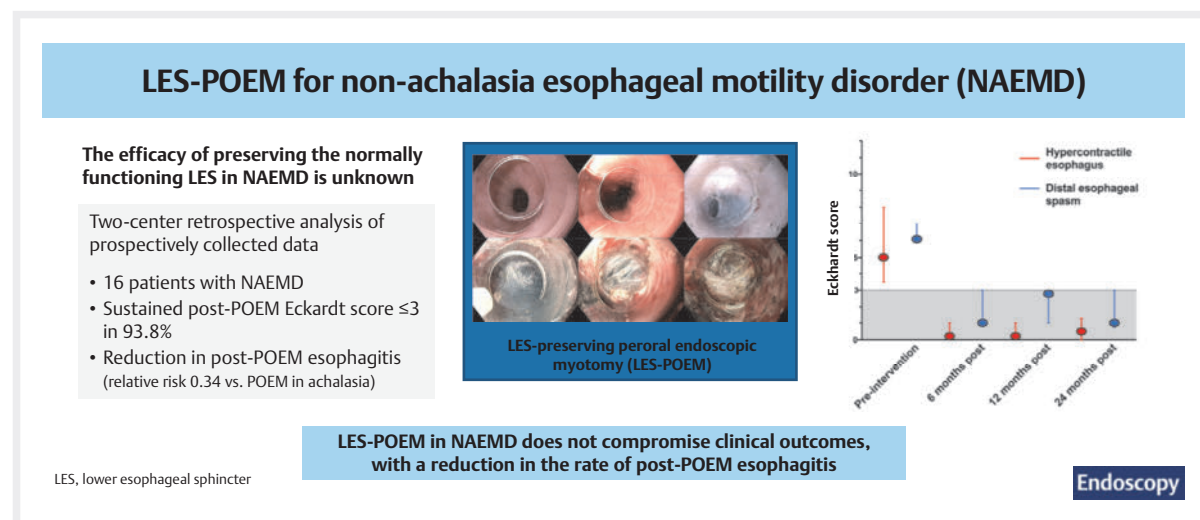 LES-POEM for non-achalasia esophageal motility disorder (NAEMD)
The efficacy of preserving the normally
functioning LES in NAEMD is unknown
Two-center retrospective analysis of
prospectively collected data
• 16 patients with NAEMD
• Sustained post-POEM Eckardt score ≤3
in 93.8%
• Reduction in post-POEM esophagitis
(relative risk 0.34 vs. POEM in achalasia)
LES-preserving peroral endoscopic
myotomy (LES-POEM)
Hypercontractile
esophagus
Distal esophageal
spasm
Eckhardt score
10
5
3
0
Pre-intervention
6 months post
12 months post
24 months post
LES-POEM in NAEMD does not compromise clinical outcomes,
with a reduction in the rate of post-POEM esophagitis
LES, lower esophageal sphincter
Endoscopy